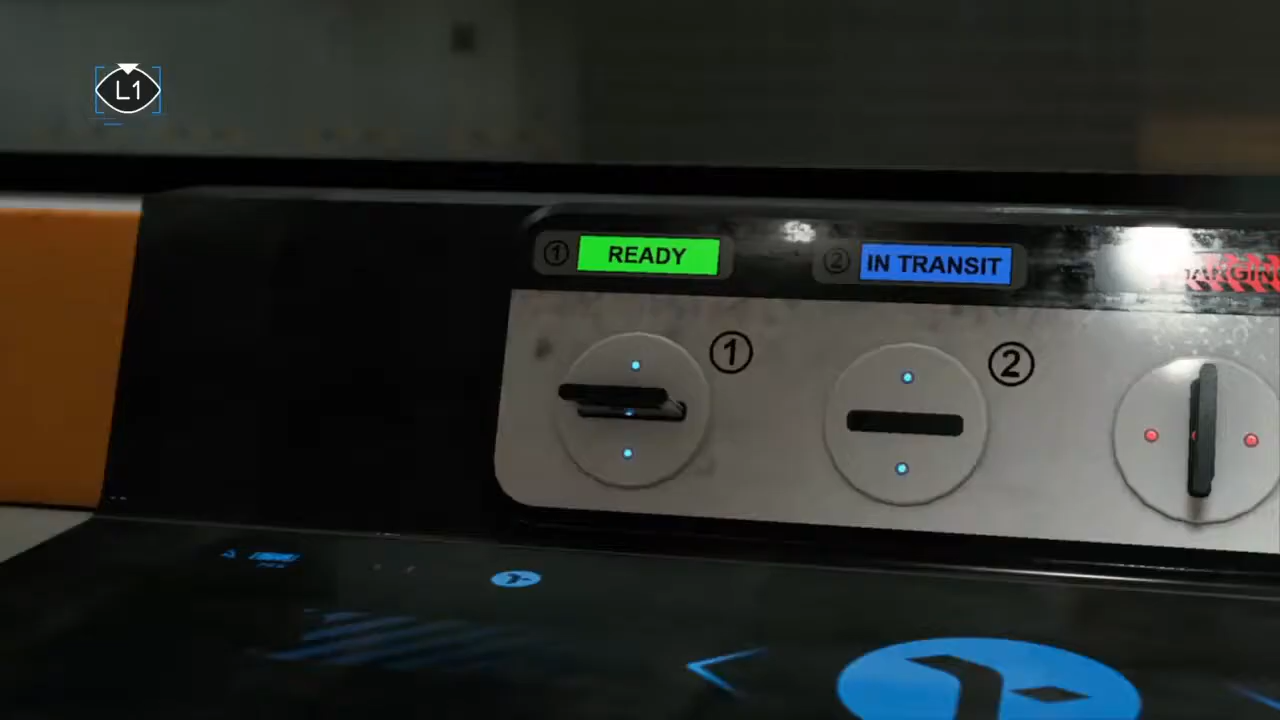 L1
① READY
② IN TRANSIT
①
②